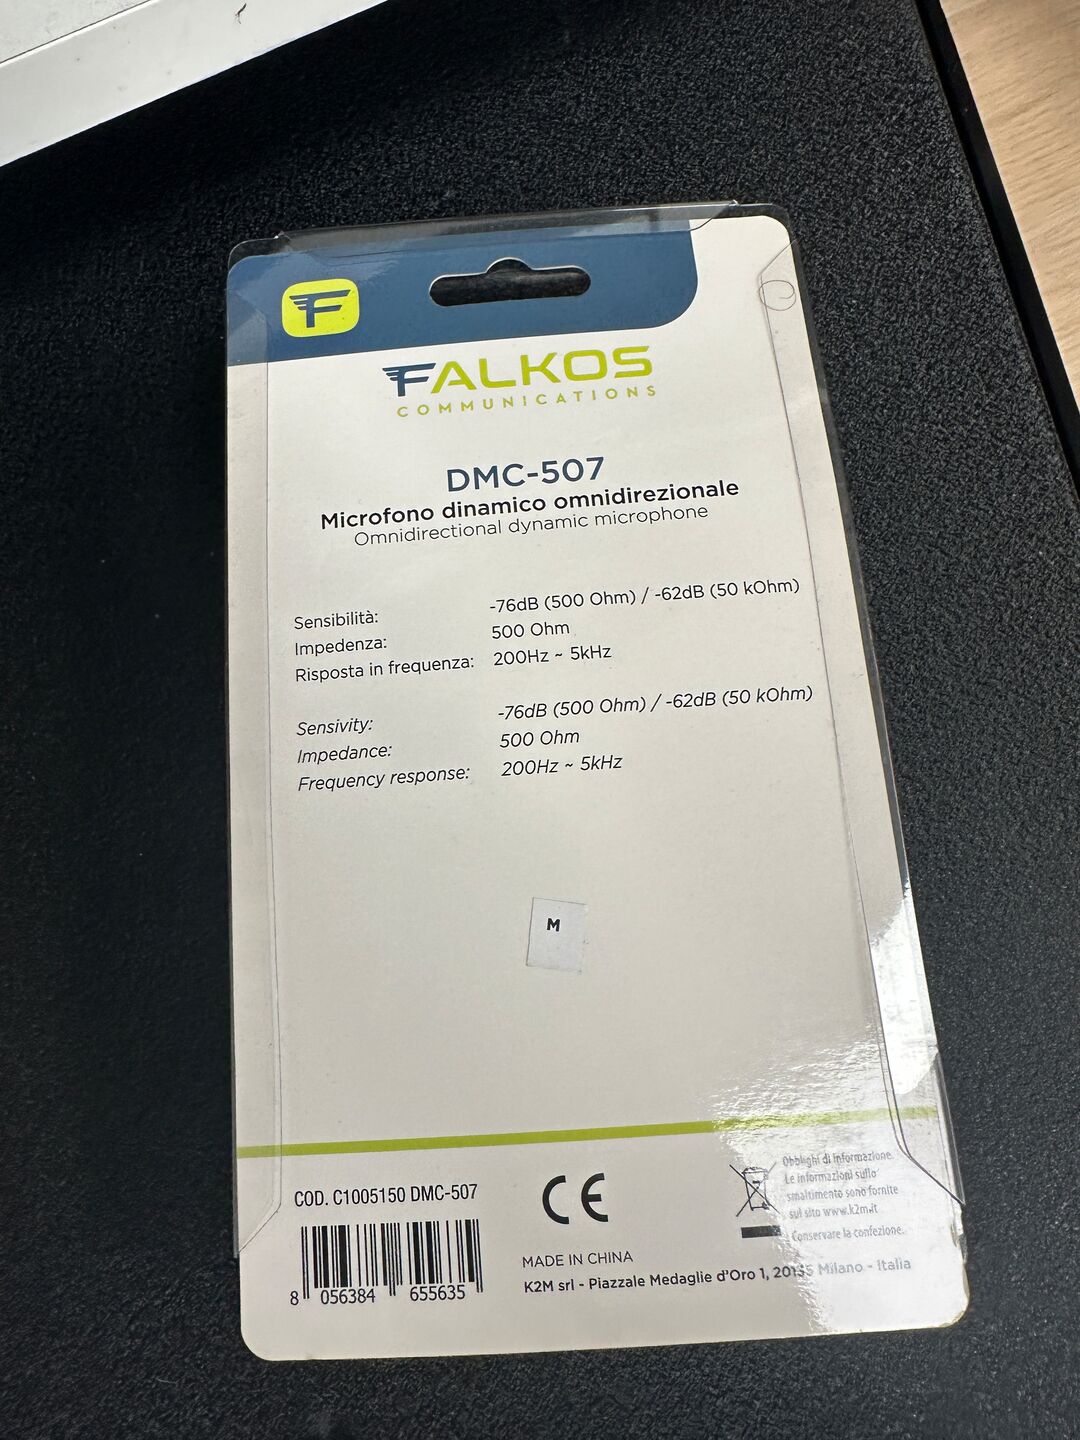 F
FALKOS
COMMUNICATIONS
DMC-507
Microfono dinamico omnidirezionale
Omnidirectional dynamic microphone
Sensibilità: -76dB (500 Ohm) / -62dB (50 kOhm)
Impedenza: 500 Ohm
Risposta in frequenza: 200Hz ~ 5kHz
Sensivity: -76dB (500 Ohm) / -62dB (50 kOhm)
Impedance: 500 Ohm
Frequency response: 200Hz ~ 5kHz
M
COD. C1005150 DMC-507
8 056384 655635
CE
MADE IN CHINA
K2M srl - Piazzale Medaglie d'Oro 1, 20135 Milano - Italia
Obblighi di informazione.
Le informazioni sullo
smaltimento sono fornite
sul sito www.k2m.it
Conservare la confezione.